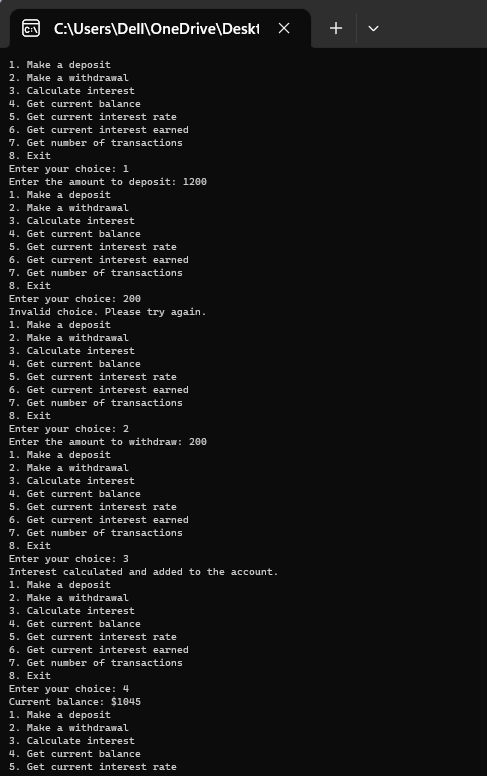 C:\Users\Dell\OneDrive\Deskt
1. Make a deposit
2. Make a withdrawal
3. Calculate interest
4. Get current balance
5. Get current interest rate
6. Get current interest earned
7. Get number of transactions
8. Exit
Enter your choice: 1
Enter the amount to deposit: 1200
1. Make a deposit
2. Make a withdrawal
3. Calculate interest
4. Get current balance
5. Get current interest rate
6. Get current interest earned
7. Get number of transactions
8. Exit
Enter your choice: 200
Invalid choice. Please try again.
1. Make a deposit
2. Make a withdrawal
3. Calculate interest
4. Get current balance
5. Get current interest rate
6. Get current interest earned
7. Get number of transactions
8. Exit
Enter your choice: 2
Enter the amount to withdraw: 200
1. Make a deposit
2. Make a withdrawal
3. Calculate interest
4. Get current balance
5. Get current interest rate
6. Get current interest earned
7. Get number of transactions
8. Exit
Enter your choice: 3
Interest calculated and added to the account.
1. Make a deposit
2. Make a withdrawal
3. Calculate interest
4. Get current balance
5. Get current interest rate
6. Get current interest earned
7. Get number of transactions
8. Exit
Enter your choice: 4
Current balance: $1045
1. Make a deposit
2. Make a withdrawal
3. Calculate interest
4. Get current balance
5. Get current interest rate